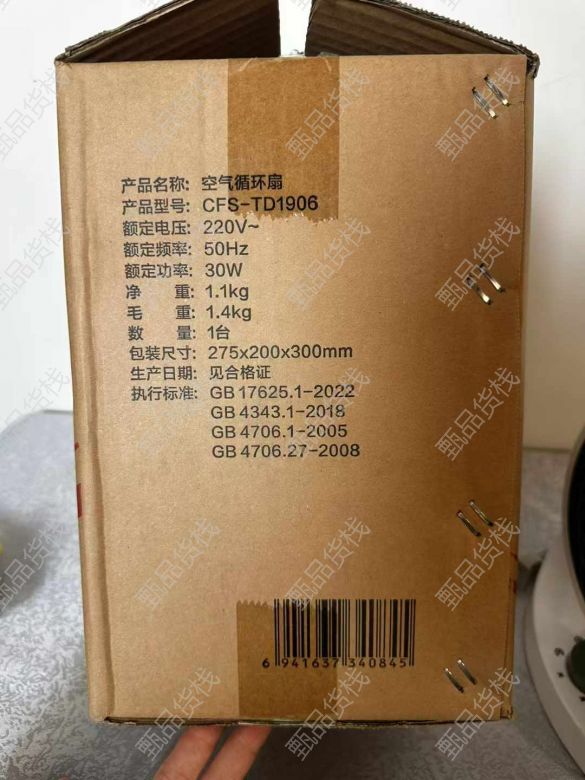 产品名称: 空气循环扇
产品型号: CFS-TD1906
额定电压: 220V~
额定频率: 50Hz
额定功率: 30W
净 重: 1.1kg
毛 重: 1.4kg
数 量: 1台
包装尺寸: 275x200x300mm
生产日期: 见合格证
执行标准: GB 17625.1-2022
GB 4343.1-2018
GB 4706.1-2005
GB 4706.27-2008
6 941637 340845
甄品货栈